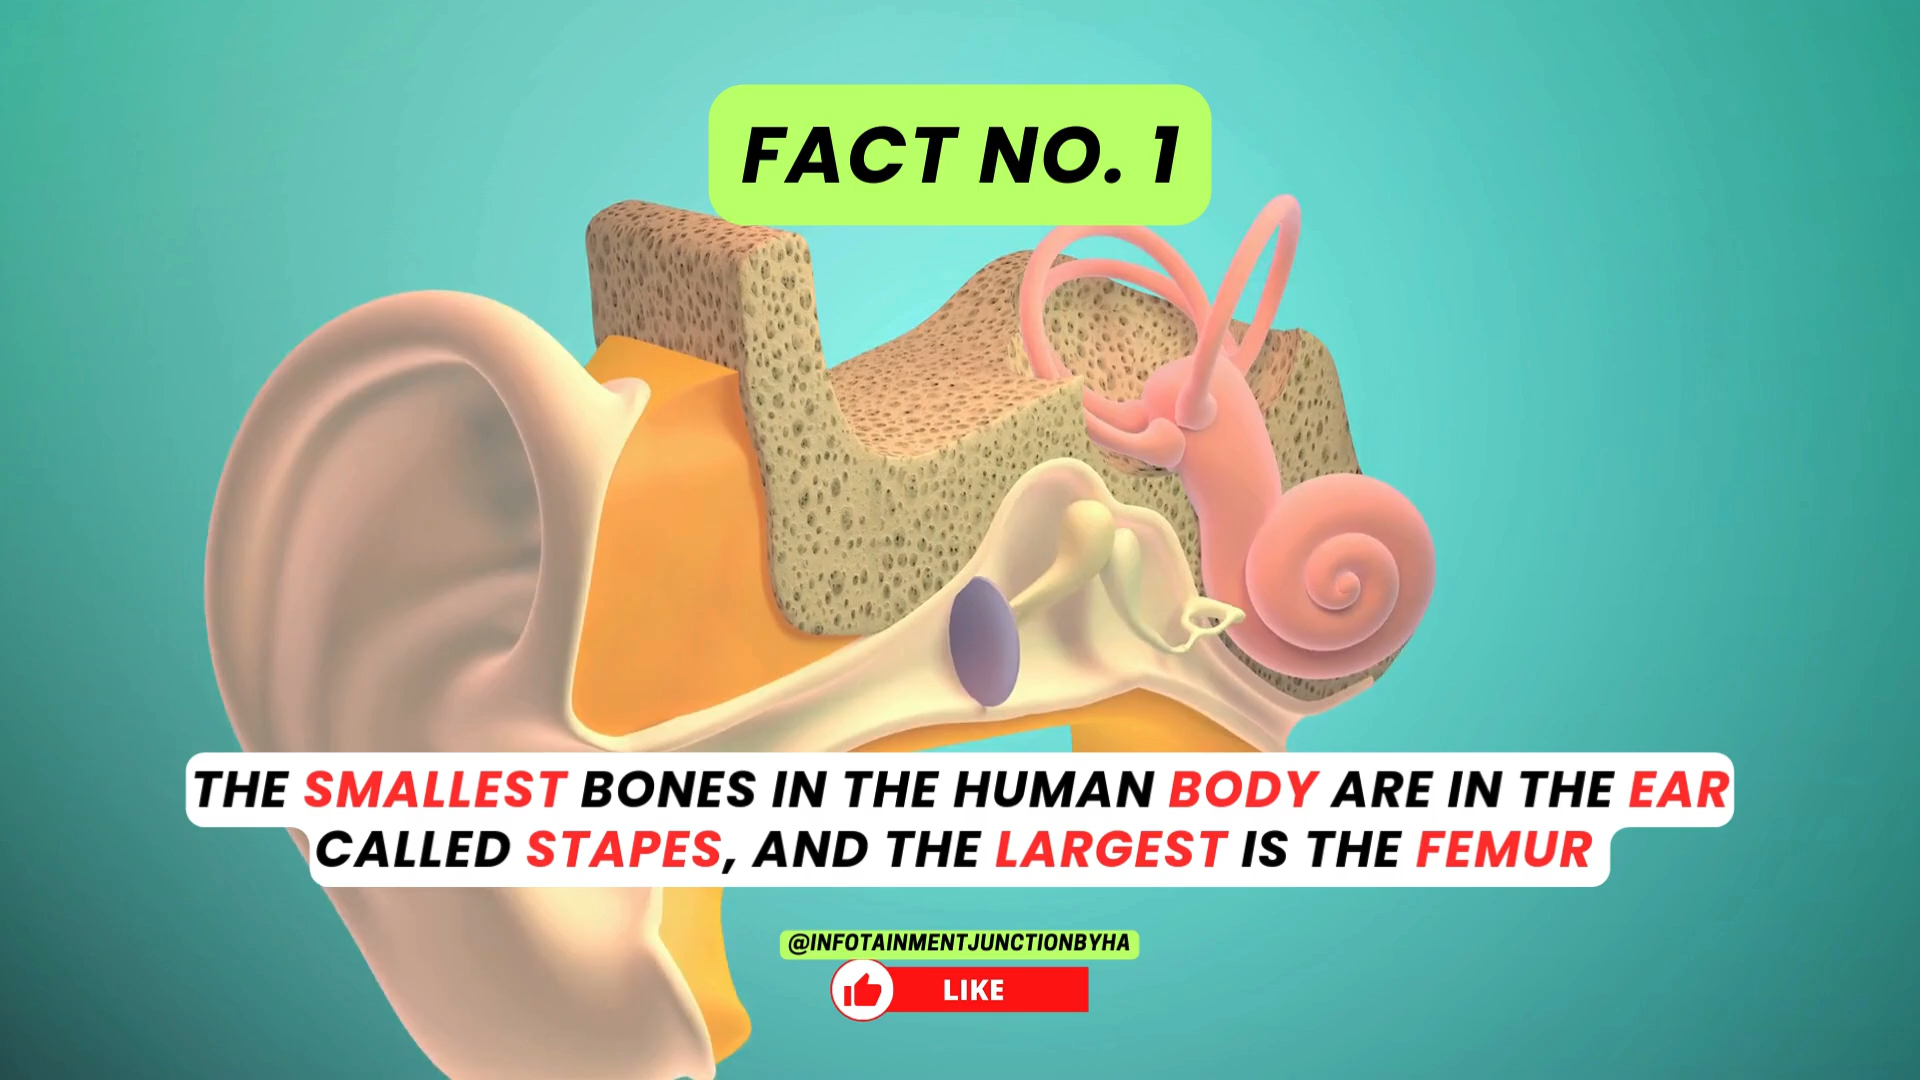 FACT NO. 1
THE SMALLEST BONES IN THE HUMAN BODY ARE IN THE EAR
CALLED STAPES, AND THE LARGEST IS THE FEMUR
@INFOTAINMENTJUNCTIONBYHA
LIKE